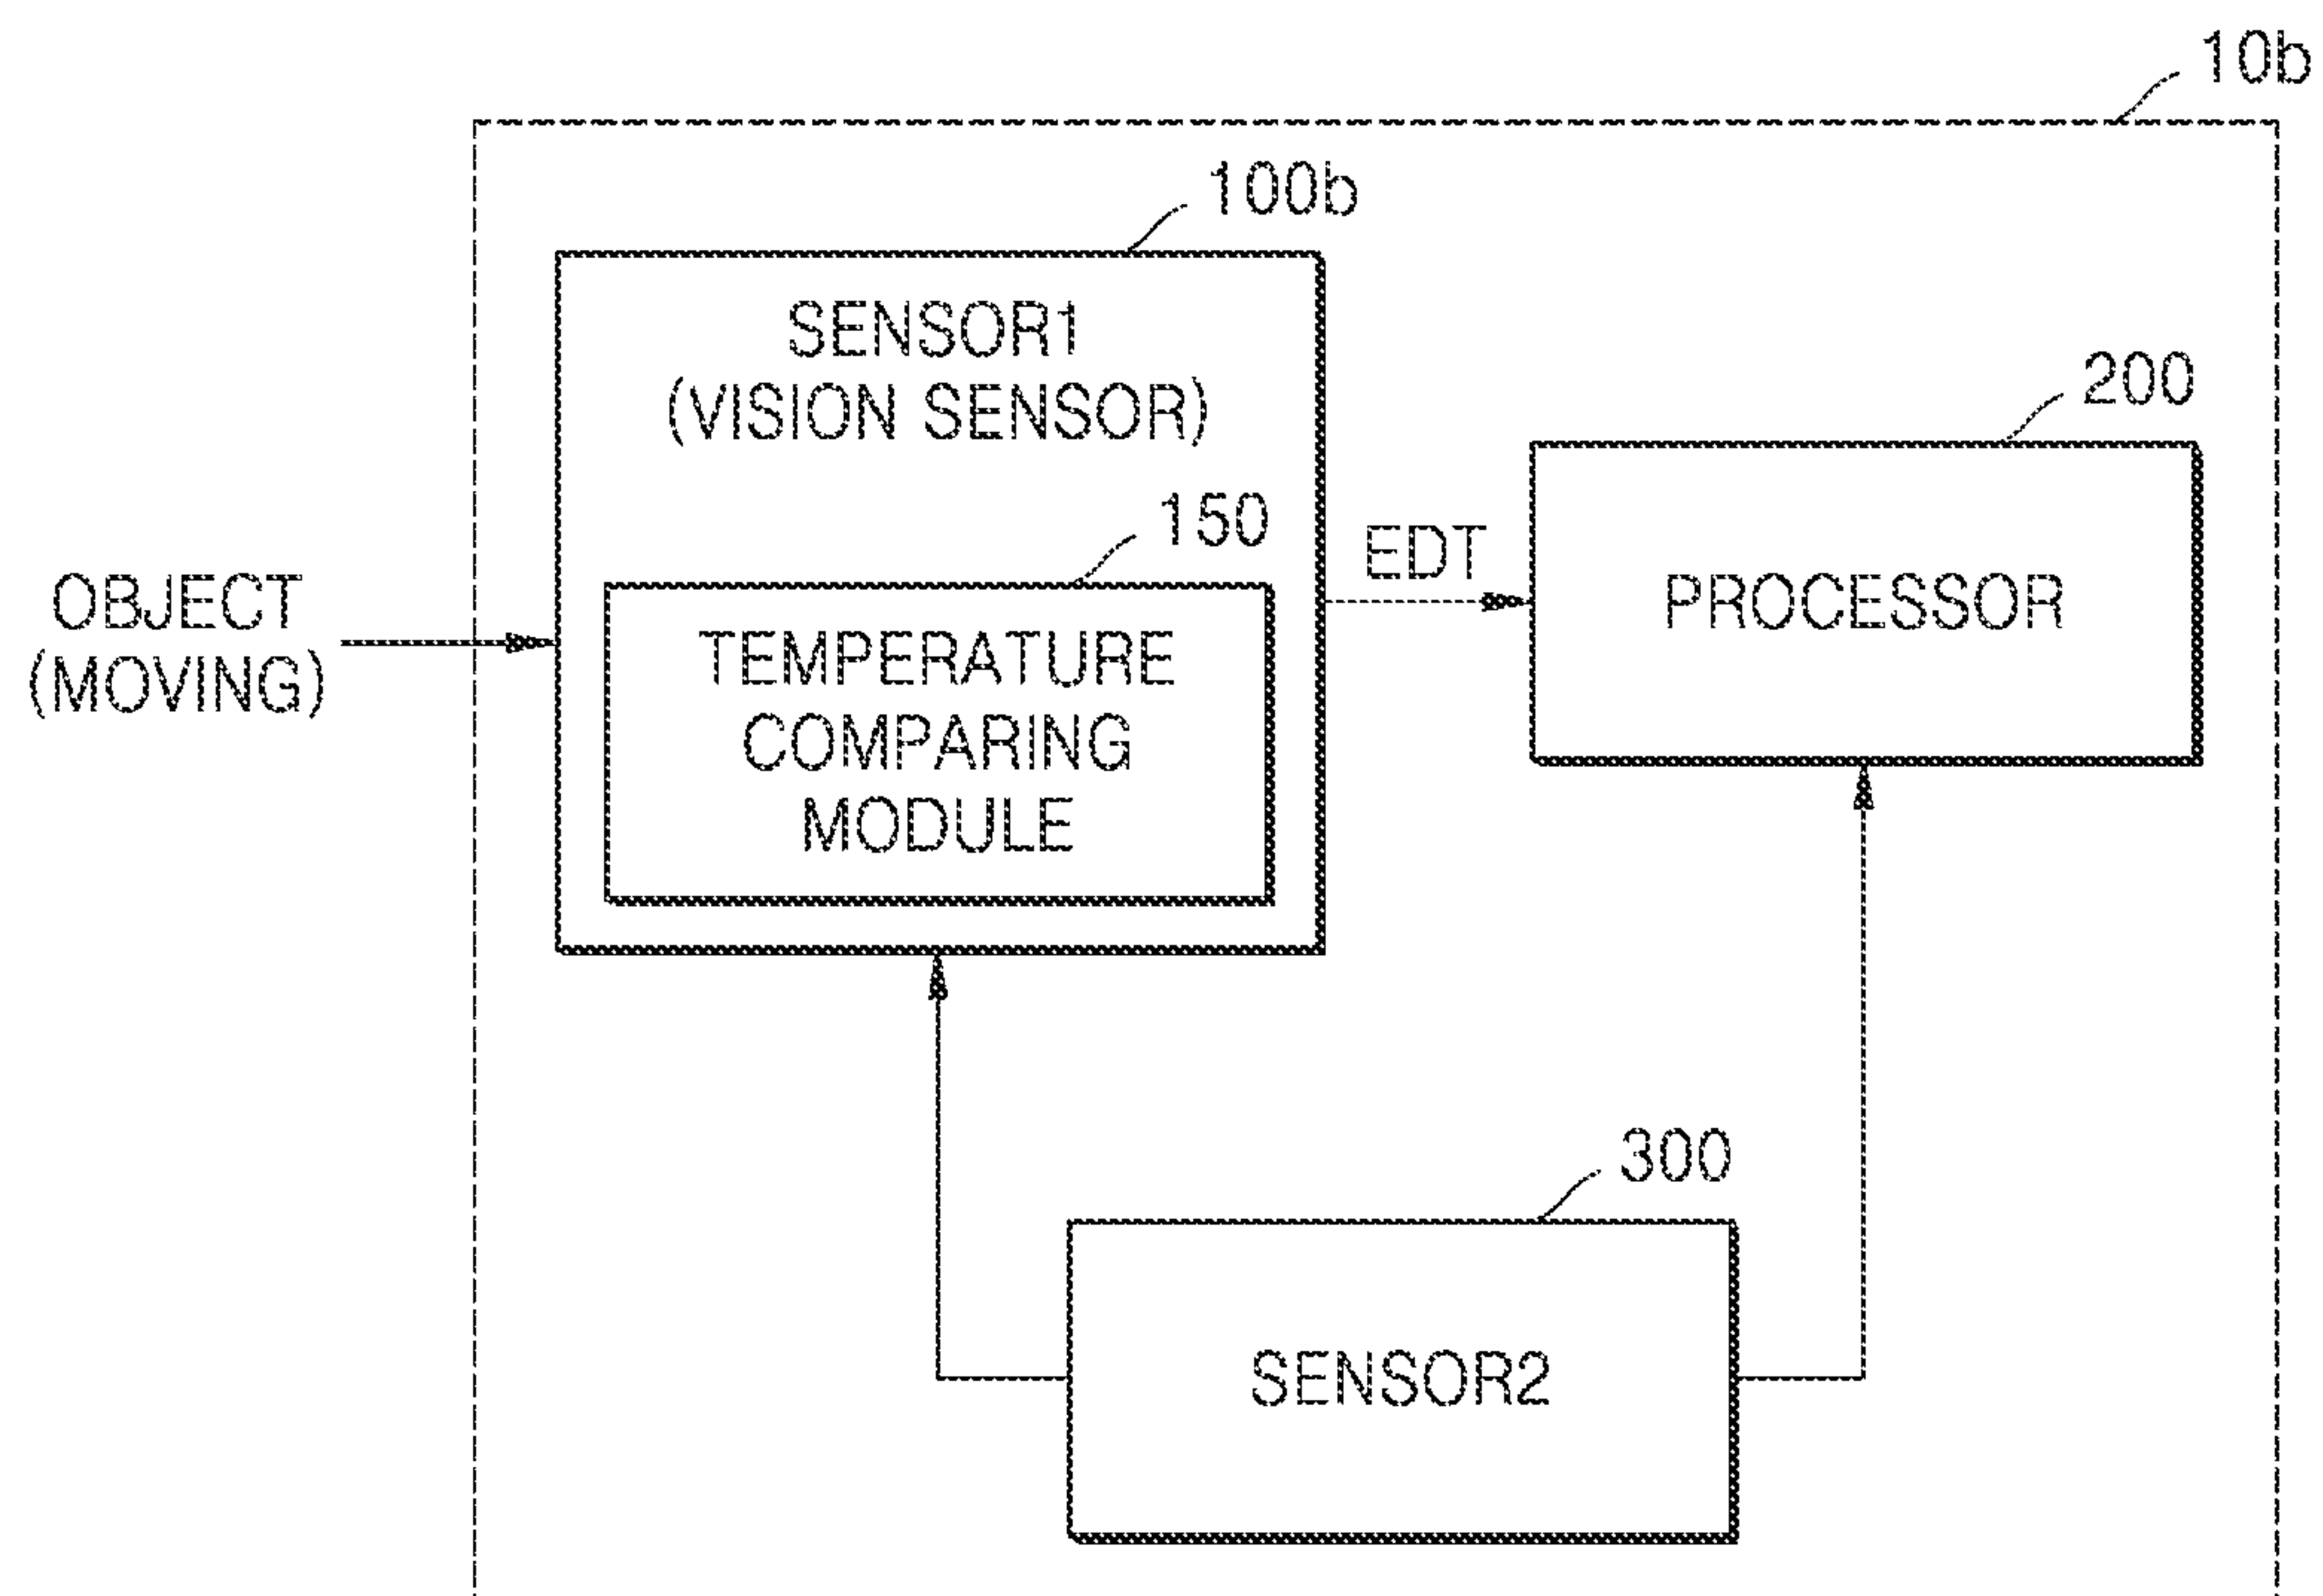 10b
100b
SENSOR1
(VISION SENSOR)
200
150
EDT
OBJECT
(MOVING)
TEMPERATURE
COMPARING
MODULE
PROCESSOR
300
SENSOR2